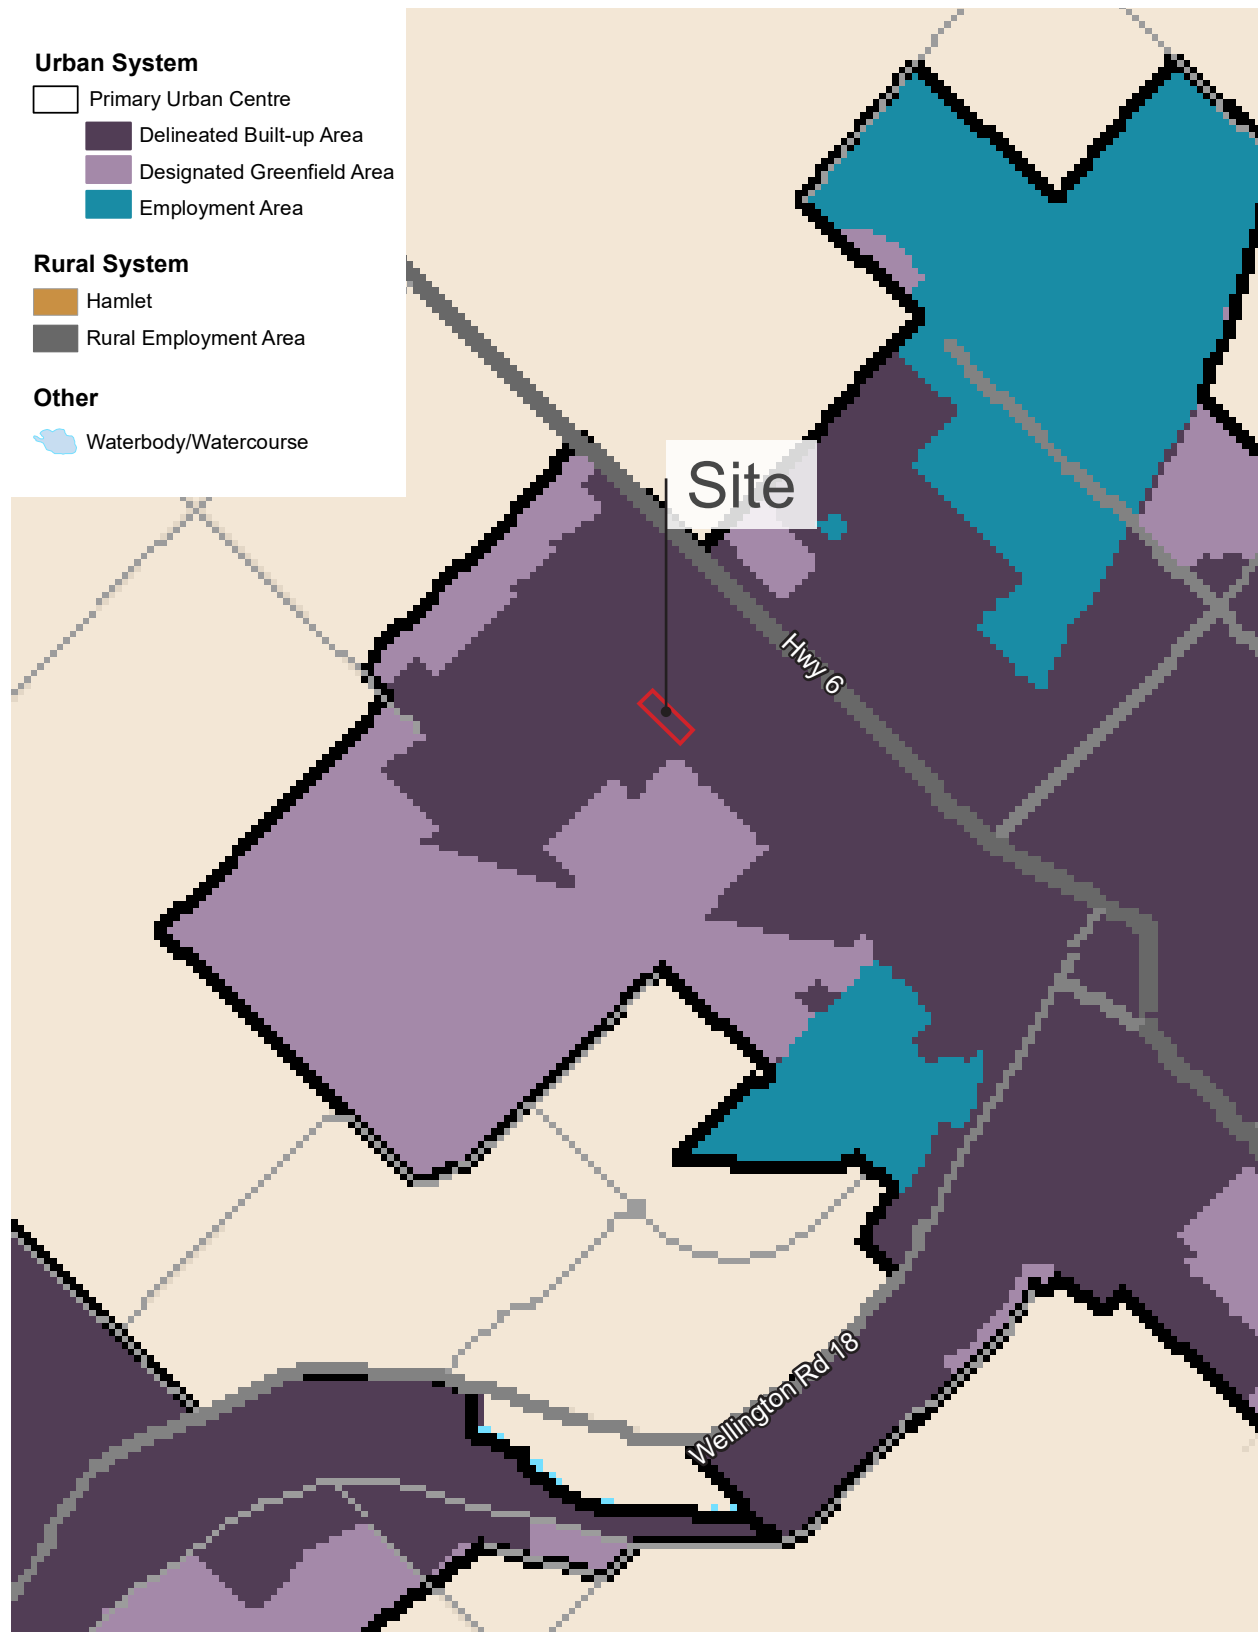 Urban System
Primary Urban Centre
Delineated Built-up Area
Designated Greenfield Area
Employment Area
Rural System
Hamlet
Rural Employment Area
Other
Waterbody/Watercourse
Site
Hwy 6
Wellington Rd 18